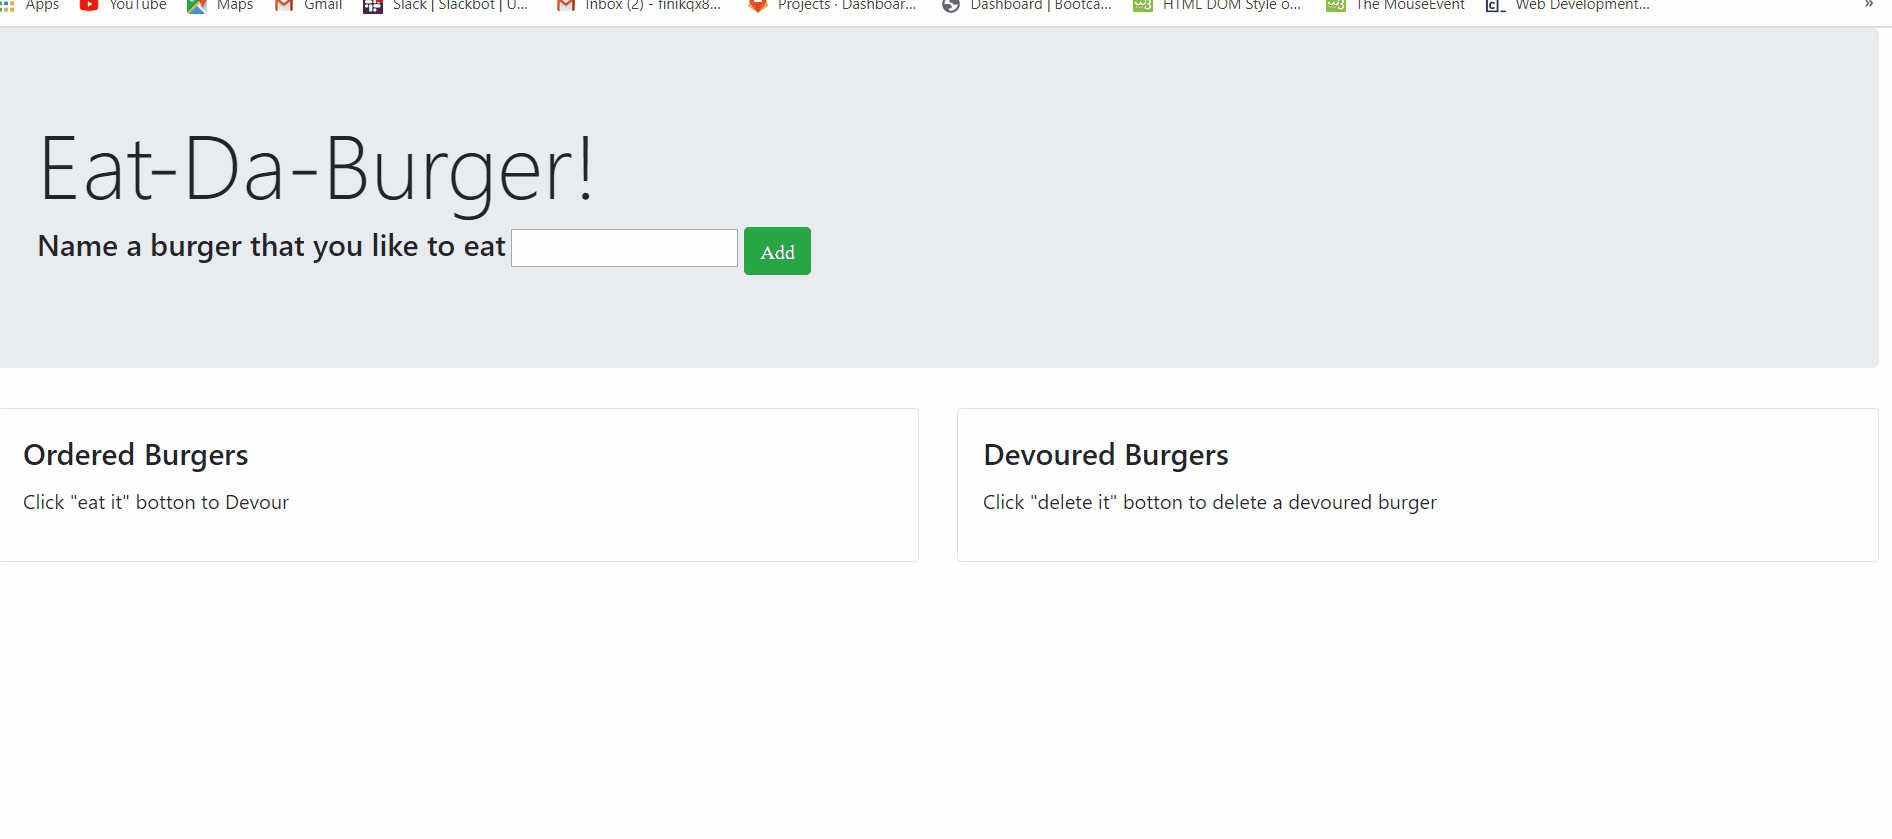 Apps YouTube Maps Gmail Slack | Slackbot | U... Inbox (2) - finikqx8... Projects · Dashboar... Dashboard | Bootca... HTML DOM Style o... The MouseEvent Web Development... »
Eat-Da-Burger!
Name a burger that you like to eat Add
Ordered Burgers
Click "eat it" botton to Devour
Devoured Burgers
Click "delete it" botton to delete a devoured burger